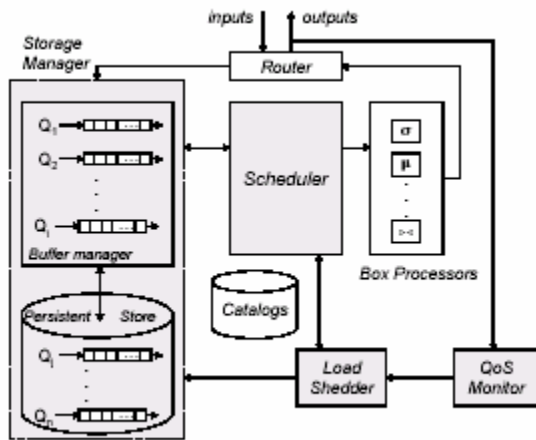 inputs
outputs
Storage
Manager
Router
Q1
Q2
Qi
Buffer manager
Scheduler
σ
μ
⋈
Box Processors
Persistent Store
Catalogs
Qj
Qn
Load
Shedder
QoS
Monitor